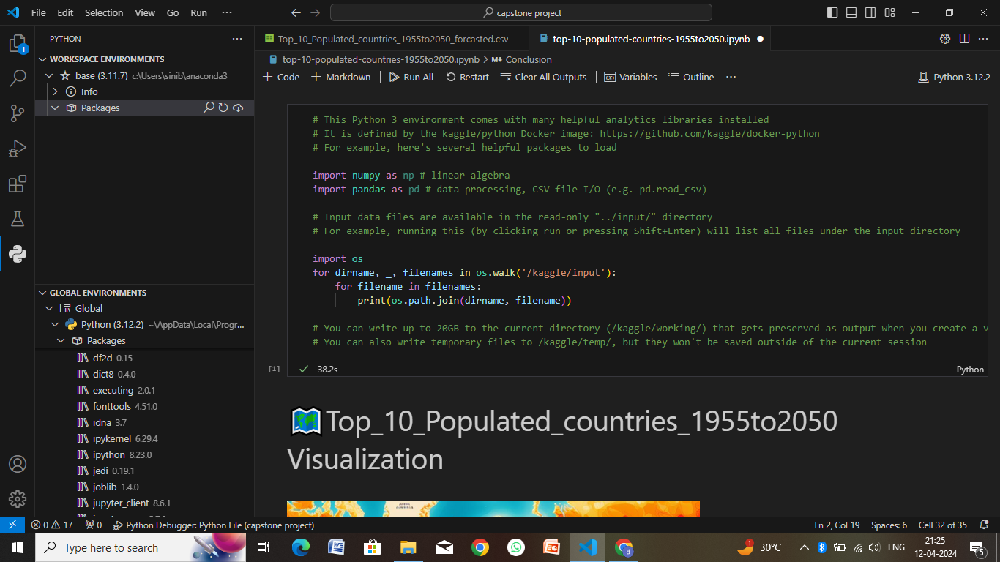 File Edit Selection View Go Run ···
capstone project
PYTHON
WORKSPACE ENVIRONMENTS
base (3.11.7) c:\Users\sinib\anaconda3
Info
Packages
GLOBAL ENVIRONMENTS
Global
Python (3.12.2) ~\AppData\Local\Progr...
Packages
df2d 0.15
dict8 0.4.0
executing 2.0.1
fonttools 4.51.0
idna 3.7
ipykernel 6.29.4
ipython 8.23.0
jedi 0.19.1
joblib 1.4.0
jupyter_client 8.6.1
Top_10_Populated_countries_1955to2050_forcasted.csv
top-10-populated-countries-1955to2050.ipynb
top-10-populated-countries-1955to2050.ipynb > Conclusion
+ Code + Markdown Run All Restart Clear All Outputs Variables Outline ··· Python 3.12.2
# This Python 3 environment comes with many helpful analytics libraries installed
# It is defined by the kaggle/python Docker image: https://github.com/kaggle/docker-python
# For example, here's several helpful packages to load
import numpy as np # linear algebra
import pandas as pd # data processing, CSV file I/O (e.g. pd.read_csv)
# Input data files are available in the read-only "../input/" directory
# For example, running this (by clicking run or pressing Shift+Enter) will list all files under the input directory
import os
for dirname, _, filenames in os.walk('/kaggle/input'):
for filename in filenames:
print(os.path.join(dirname, filename))
# You can write up to 20GB to the current directory (/kaggle/working/) that gets preserved as output when you create a v
# You can also write temporary files to /kaggle/temp/, but they won't be saved outside of the current session
[1] 38.2s Python
Top_10_Populated_countries_1955to2050
Visualization
0 17 0 Python Debugger: Python File (capstone project)
Ln 2, Col 19 Spaces: 6 Cell 32 of 35
Type here to search
1
30°C ENG
21:25
12-04-2024
5